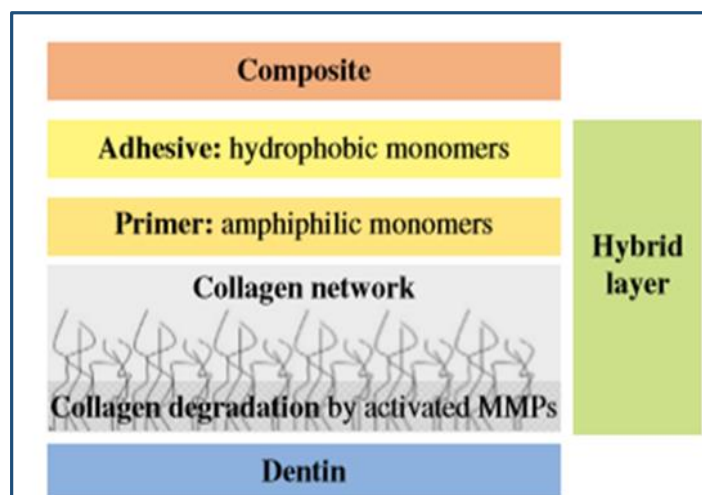 Composite
Adhesive: hydrophobic monomers
Primer: amphiphilic monomers
Collagen network
Collagen degradation by activated MMPs
Dentin
Hybrid
layer